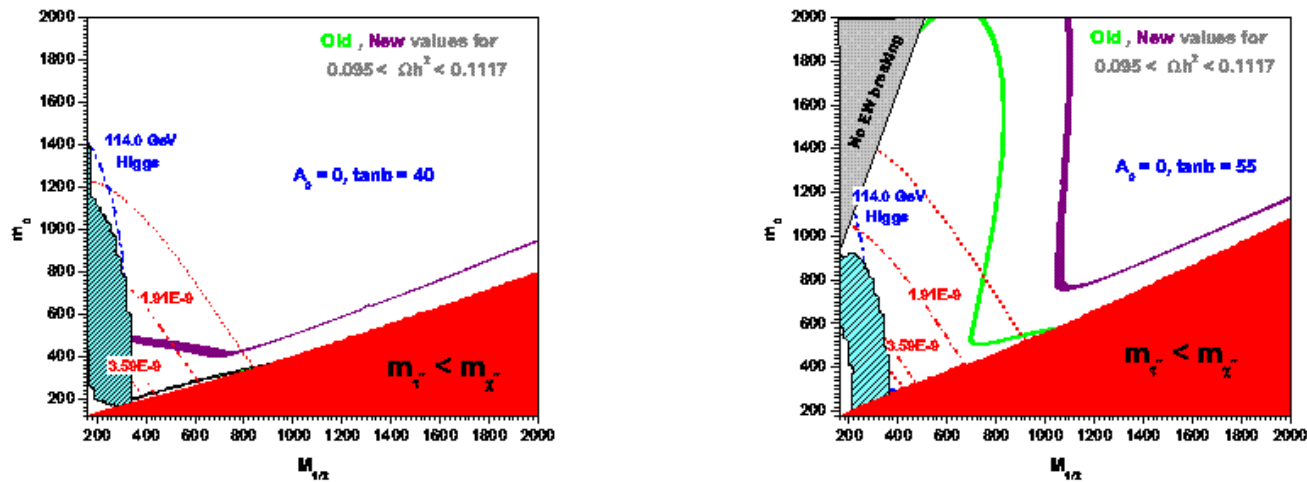 2000
1800
1600
1400
1200
1000
800
600
400
200
m₀
Old , New values for
0.095 < Ωh² < 0.1117
114.0 GeV
Higgs
A₀ = 0, tanb = 40
1.91E-9
3.59E-9
m_τ˜ < m_χ˜
200 400 600 800 1000 1200 1400 1600 1800 2000
M₁/₂
2000
1800
1600
1400
1200
1000
800
600
400
200
m₀
No EW breaking
Old , New values for
0.095 < Ωh² < 0.1117
114.0 GeV
Higgs
A₀ = 0, tanb = 55
1.91E-9
3.59E-9
m_τ˜ < m_χ˜
200 400 600 800 1000 1200 1400 1600 1800 2000
M₁/₂